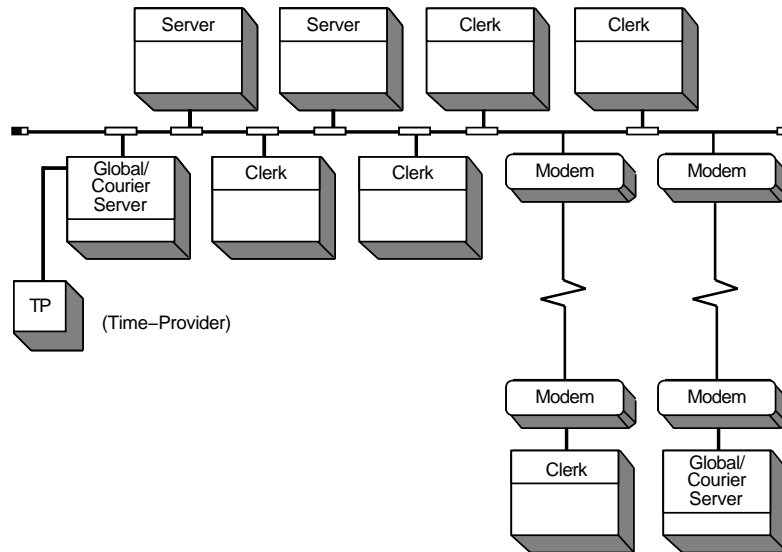 Server
Server
Clerk
Clerk
Global/
Courier
Server
Clerk
Clerk
Modem
Modem
TP
(Time–Provider)
Modem
Modem
Clerk
Global/
Courier
Server